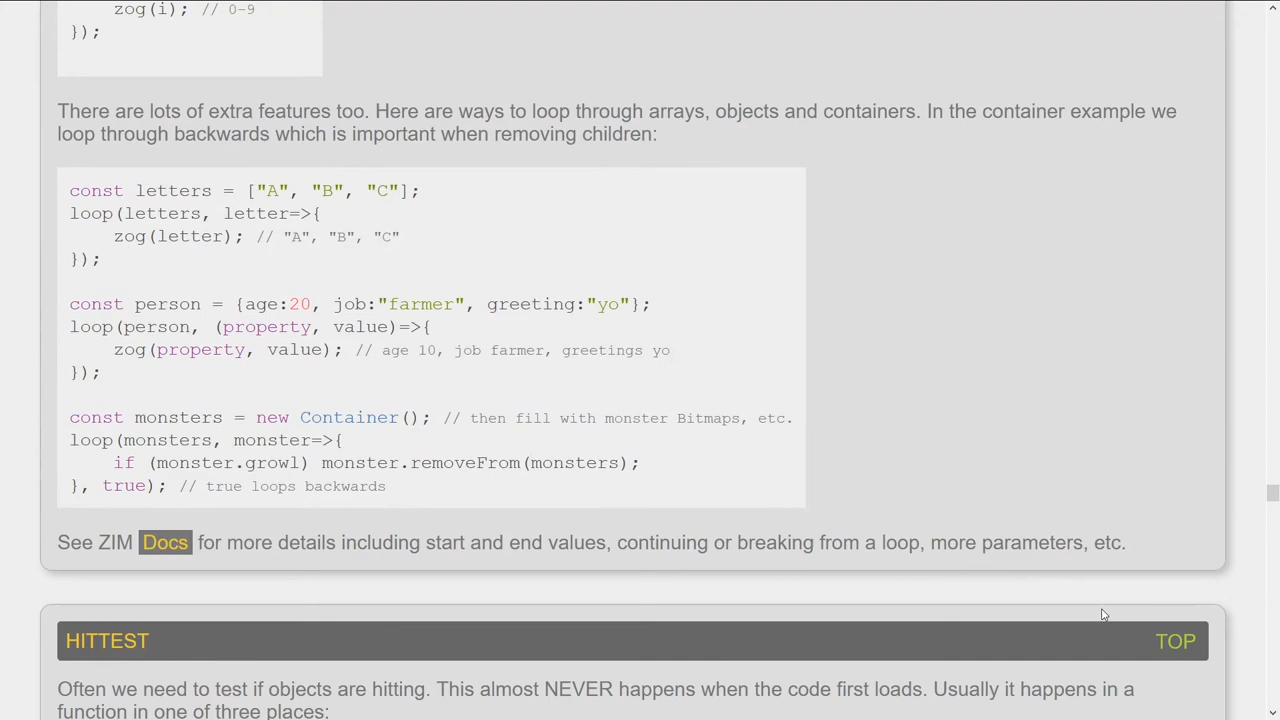 zog(i); // 0-9
});
There are lots of extra features too. Here are ways to loop through arrays, objects and containers. In the container example we
loop through backwards which is important when removing children:
const letters = ["A", "B", "C"];
loop(letters, letter=>{
zog(letter); // "A", "B", "C"
});
const person = {age:20, job:"farmer", greeting:"yo"};
loop(person, (property, value)=>{
zog(property, value); // age 10, job farmer, greetings yo
});
const monsters = new Container(); // then fill with monster Bitmaps, etc.
loop(monsters, monster=>{
if (monster.growl) monster.removeFrom(monsters);
}, true); // true loops backwards
See ZIM Docs for more details including start and end values, continuing or breaking from a loop, more parameters, etc.
HITTEST TOP
Often we need to test if objects are hitting. This almost NEVER happens when the code first loads. Usually it happens in a
function in one of three places: